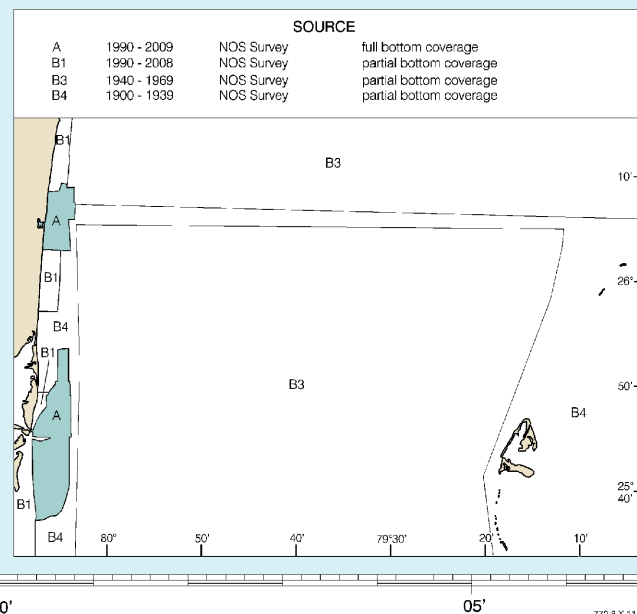 SOURCE
A 1990 - 2009 NOS Survey full bottom coverage
B1 1990 - 2008 NOS Survey partial bottom coverage
B3 1940 - 1969 NOS Survey partial bottom coverage
B4 1900 - 1939 NOS Survey partial bottom coverage
B1
B3
10'
A
B1
26°
B4
B1
B3
50'
A
B4
25°
40'
B1
B4
80°
50'
40'
79°30'
20'
10'
0'
05'